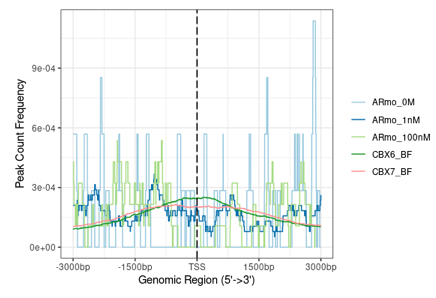 Peak Count Frequency
9e-04
6e-04
3e-04
0e+00
-3000bp
-1500bp
TSS
1500bp
3000bp
Genomic Region (5'->3')
ARmo_0M
ARmo_1nM
ARmo_100nM
CBX6_BF
CBX7_BF